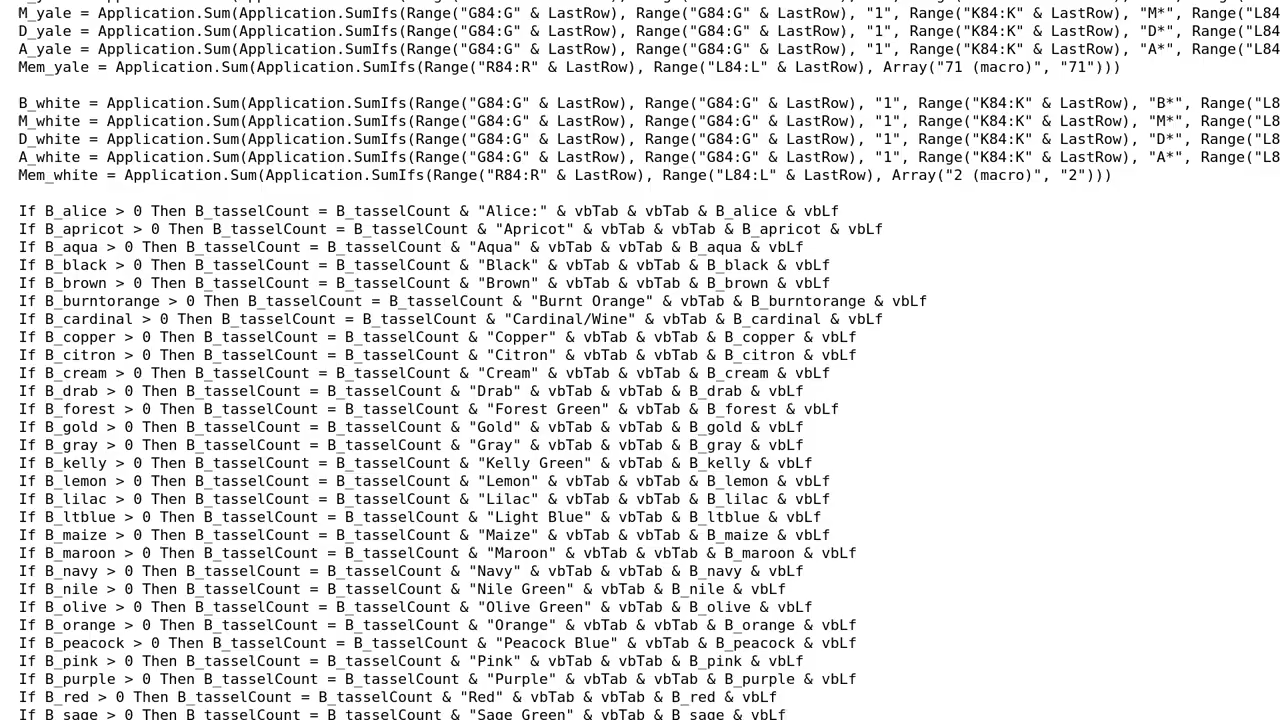 M_yale = Application.Sum(Application.SumIfs(Range("G84:G" & LastRow), Range("G84:G" & LastRow), "1", Range("K84:K" & LastRow), "M*", Range("L84
D_yale = Application.Sum(Application.SumIfs(Range("G84:G" & LastRow), Range("G84:G" & LastRow), "1", Range("K84:K" & LastRow), "D*", Range("L84
A_yale = Application.Sum(Application.SumIfs(Range("G84:G" & LastRow), Range("G84:G" & LastRow), "1", Range("K84:K" & LastRow), "A*", Range("L84
Mem_yale = Application.Sum(Application.SumIfs(Range("R84:R" & LastRow), Range("L84:L" & LastRow), Array("71 (macro)", "71")))
B_white = Application.Sum(Application.SumIfs(Range("G84:G" & LastRow), Range("G84:G" & LastRow), "1", Range("K84:K" & LastRow), "B*", Range("L8
M_white = Application.Sum(Application.SumIfs(Range("G84:G" & LastRow), Range("G84:G" & LastRow), "1", Range("K84:K" & LastRow), "M*", Range("L8
D_white = Application.Sum(Application.SumIfs(Range("G84:G" & LastRow), Range("G84:G" & LastRow), "1", Range("K84:K" & LastRow), "D*", Range("L8
A_white = Application.Sum(Application.SumIfs(Range("G84:G" & LastRow), Range("G84:G" & LastRow), "1", Range("K84:K" & LastRow), "A*", Range("L8
Mem_white = Application.Sum(Application.SumIfs(Range("R84:R" & LastRow), Range("L84:L" & LastRow), Array("2 (macro)", "2")))
If B_alice > 0 Then B_tasselCount = B_tasselCount & "Alice:" & vbTab & vbTab & B_alice & vbLf
If B_apricot > 0 Then B_tasselCount = B_tasselCount & "Apricot" & vbTab & vbTab & B_apricot & vbLf
If B_aqua > 0 Then B_tasselCount = B_tasselCount & "Aqua" & vbTab & vbTab & B_aqua & vbLf
If B_black > 0 Then B_tasselCount = B_tasselCount & "Black" & vbTab & vbTab & B_black & vbLf
If B_brown > 0 Then B_tasselCount = B_tasselCount & "Brown" & vbTab & vbTab & B_brown & vbLf
If B_burntorange > 0 Then B_tasselCount = B_tasselCount & "Burnt Orange" & vbTab & B_burntorange & vbLf
If B_cardinal > 0 Then B_tasselCount = B_tasselCount & "Cardinal/Wine" & vbTab & B_cardinal & vbLf
If B_copper > 0 Then B_tasselCount = B_tasselCount & "Copper" & vbTab & vbTab & B_copper & vbLf
If B_citron > 0 Then B_tasselCount = B_tasselCount & "Citron" & vbTab & vbTab & B_citron & vbLf
If B_cream > 0 Then B_tasselCount = B_tasselCount & "Cream" & vbTab & vbTab & B_cream & vbLf
If B_drab > 0 Then B_tasselCount = B_tasselCount & "Drab" & vbTab & vbTab & B_drab & vbLf
If B_forest > 0 Then B_tasselCount = B_tasselCount & "Forest Green" & vbTab & B_forest & vbLf
If B_gold > 0 Then B_tasselCount = B_tasselCount & "Gold" & vbTab & vbTab & B_gold & vbLf
If B_gray > 0 Then B_tasselCount = B_tasselCount & "Gray" & vbTab & vbTab & B_gray & vbLf
If B_kelly > 0 Then B_tasselCount = B_tasselCount & "Kelly Green" & vbTab & B_kelly & vbLf
If B_lemon > 0 Then B_tasselCount = B_tasselCount & "Lemon" & vbTab & vbTab & B_lemon & vbLf
If B_lilac > 0 Then B_tasselCount = B_tasselCount & "Lilac" & vbTab & vbTab & B_lilac & vbLf
If B_ltblue > 0 Then B_tasselCount = B_tasselCount & "Light Blue" & vbTab & B_ltblue & vbLf
If B_maize > 0 Then B_tasselCount = B_tasselCount & "Maize" & vbTab & vbTab & B_maize & vbLf
If B_maroon > 0 Then B_tasselCount = B_tasselCount & "Maroon" & vbTab & vbTab & B_maroon & vbLf
If B_navy > 0 Then B_tasselCount = B_tasselCount & "Navy" & vbTab & vbTab & B_navy & vbLf
If B_nile > 0 Then B_tasselCount = B_tasselCount & "Nile Green" & vbTab & B_nile & vbLf
If B_olive > 0 Then B_tasselCount = B_tasselCount & "Olive Green" & vbTab & B_olive & vbLf
If B_orange > 0 Then B_tasselCount = B_tasselCount & "Orange" & vbTab & vbTab & B_orange & vbLf
If B_peacock > 0 Then B_tasselCount = B_tasselCount & "Peacock Blue" & vbTab & B_peacock & vbLf
If B_pink > 0 Then B_tasselCount = B_tasselCount & "Pink" & vbTab & vbTab & B_pink & vbLf
If B_purple > 0 Then B_tasselCount = B_tasselCount & "Purple" & vbTab & vbTab & B_purple & vbLf
If B_red > 0 Then B_tasselCount = B_tasselCount & "Red" & vbTab & vbTab & B_red & vbLf
If B_sage > 0 Then B_tasselCount = B_tasselCount & "Sage Green" & vbTab & B_sage & vbLf